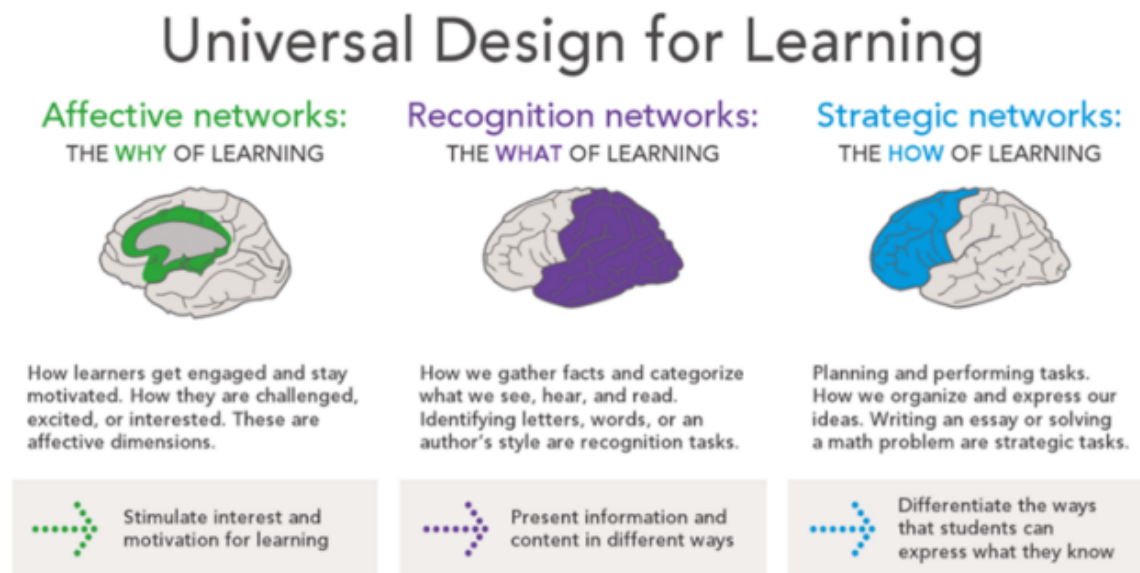 Universal Design for Learning
Affective networks:
THE WHY OF LEARNING
How learners get engaged and stay
motivated. How they are challenged,
excited, or interested. These are
affective dimensions.
Stimulate interest and
motivation for learning
Recognition networks:
THE WHAT OF LEARNING
How we gather facts and categorize
what we see, hear, and read.
Identifying letters, words, or an
author's style are recognition tasks.
Present information and
content in different ways
Strategic networks:
THE HOW OF LEARNING
Planning and performing tasks.
How we organize and express our
ideas. Writing an essay or solving
a math problem are strategic tasks.
Differentiate the ways
that students can
express what they know